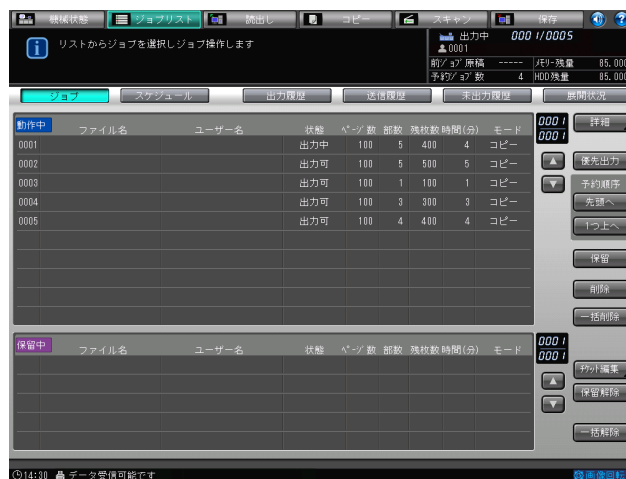 機械状態 ジョブリスト 読出し コピー スキャン 保存
リストからジョブを選択しジョブ操作します
出力中 0001/0005
0001
前ｼﾞｮﾌﾞ原稿 ----- ﾒﾓﾘｰ残量 85.000
予約ｼﾞｮﾌﾞ数 4 HDD残量 85.000
ジョブ スケジュール 出力履歴 送信履歴 未出力履歴 展開状況
動作中 ファイル名 ユーザー名 状態 ﾍﾟｰｼﾞ数 部数 残枚数 時間(分) モード
0001 出力中 100 5 400 4 コピー
0002 出力可 100 5 500 5 コピー
0003 出力可 100 1 100 1 コピー
0004 出力可 100 3 300 3 コピー
0005 出力可 100 4 400 4 コピー
0001
0001
詳細
優先出力
予約順序
先頭へ
1つ上へ
保留
削除
一括削除
保留中 ファイル名 ユーザー名 状態 ﾍﾟｰｼﾞ数 部数 残枚数 時間(分) モード
0001
0001
ﾁｹｯﾄ編集
保留解除
一括解除
14:30 データ受信可能です 画像回転